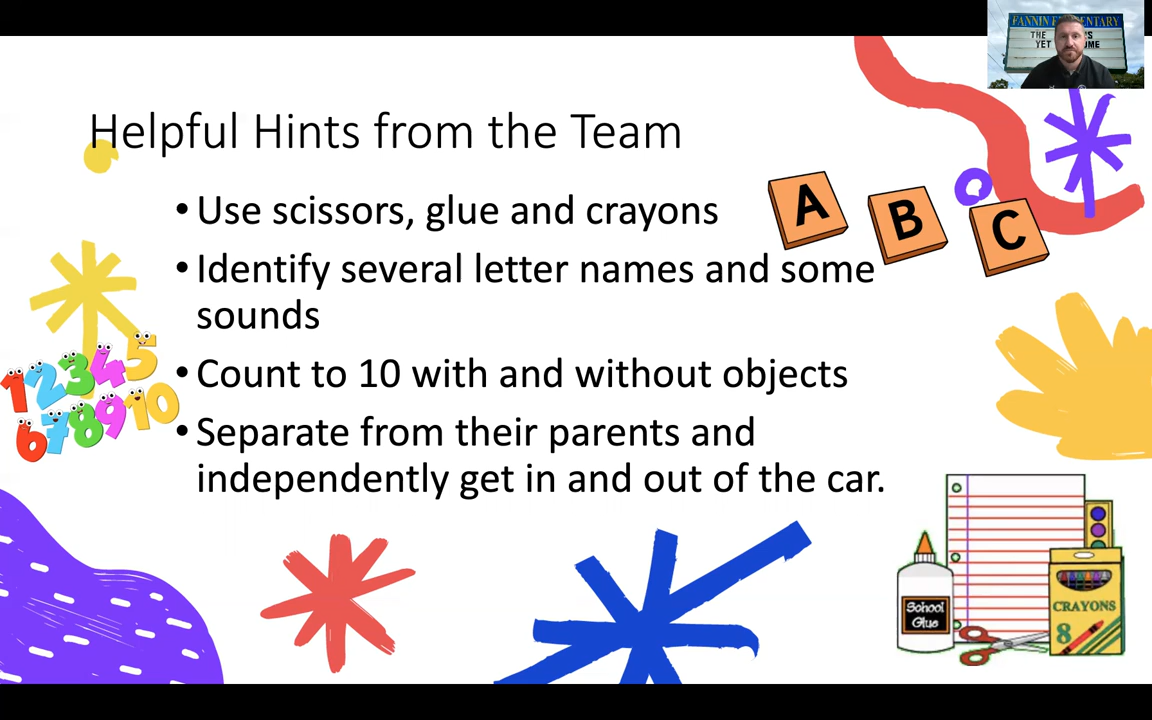 FANNIN ELEMENTARY
THE
YET
Helpful Hints from the Team
• Use scissors, glue and crayons
• Identify several letter names and some
sounds
• Count to 10 with and without objects
• Separate from their parents and
independently get in and out of the car.
A B C
1 2 3 4 5
6 7 8 9 10
School
Glue
CRAYONS
8